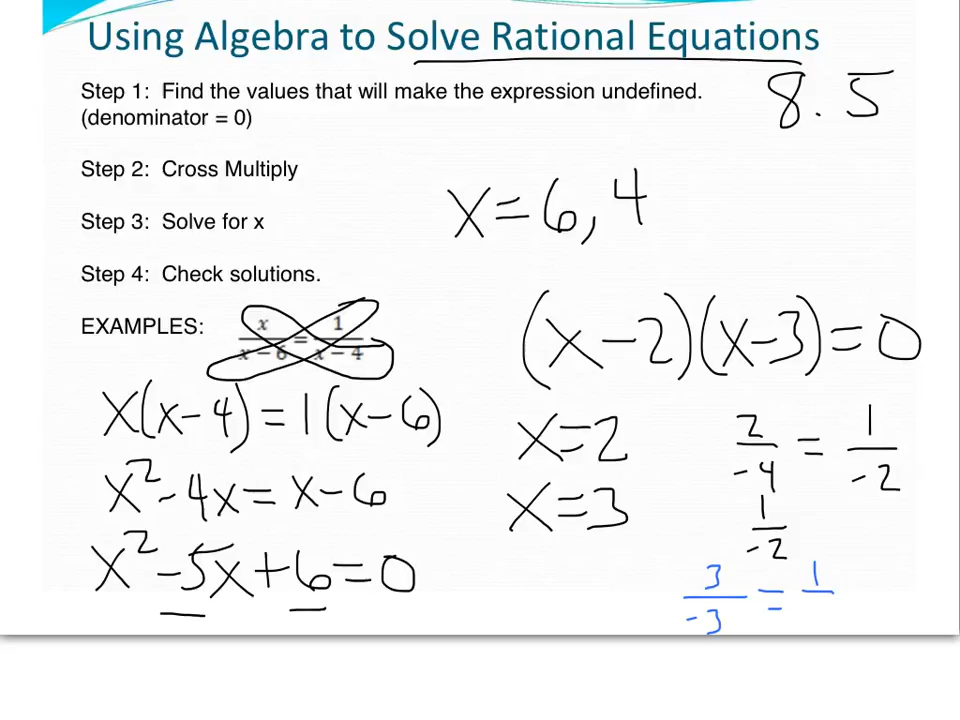 Using Algebra to Solve Rational Equations
8.5
Step 1: Find the values that will make the expression undefined.
(denominator = 0)
Step 2: Cross Multiply
x = 6, 4
Step 3: Solve for x
Step 4: Check solutions.
EXAMPLES: x/(x − 6) = 1/(x − 4)
x(x - 4) = 1(x - 6)
x² - 4x = x - 6
x² - 5x + 6 = 0
(x - 2)(x - 3) = 0
x = 2
x = 3
2/-4 = 1/-2
1/-2
3/-3 = 1/